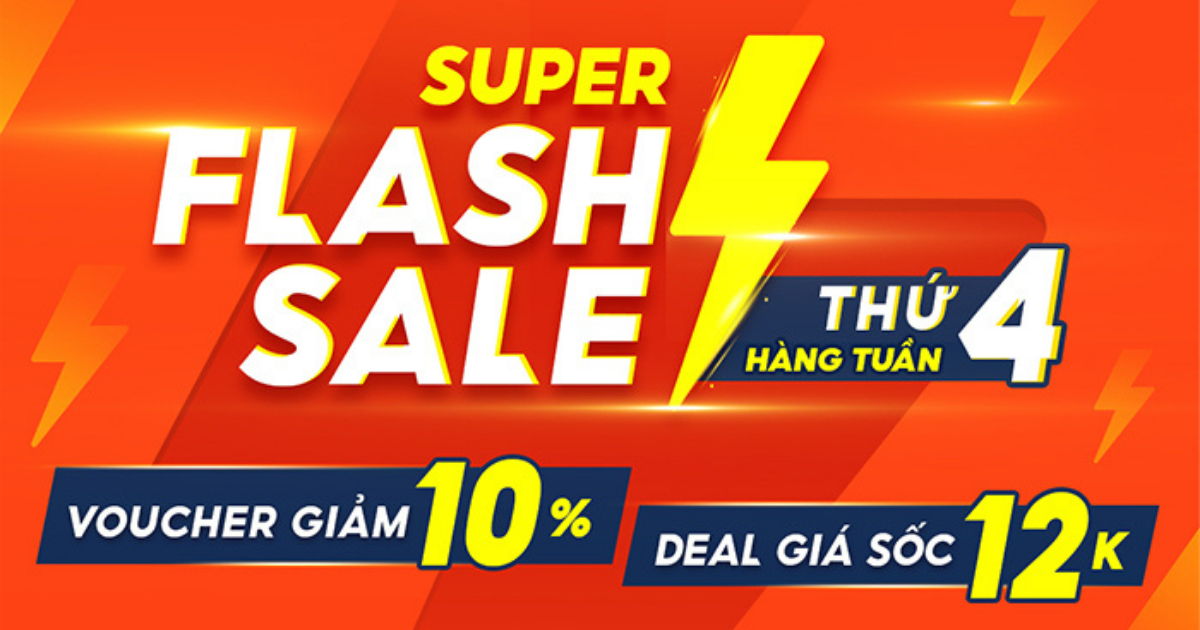 SUPER
FLASH
SALE
THỨ 4
HÀNG TUẦN
VOUCHER GIẢM 10%
DEAL GIÁ SỐC 12K